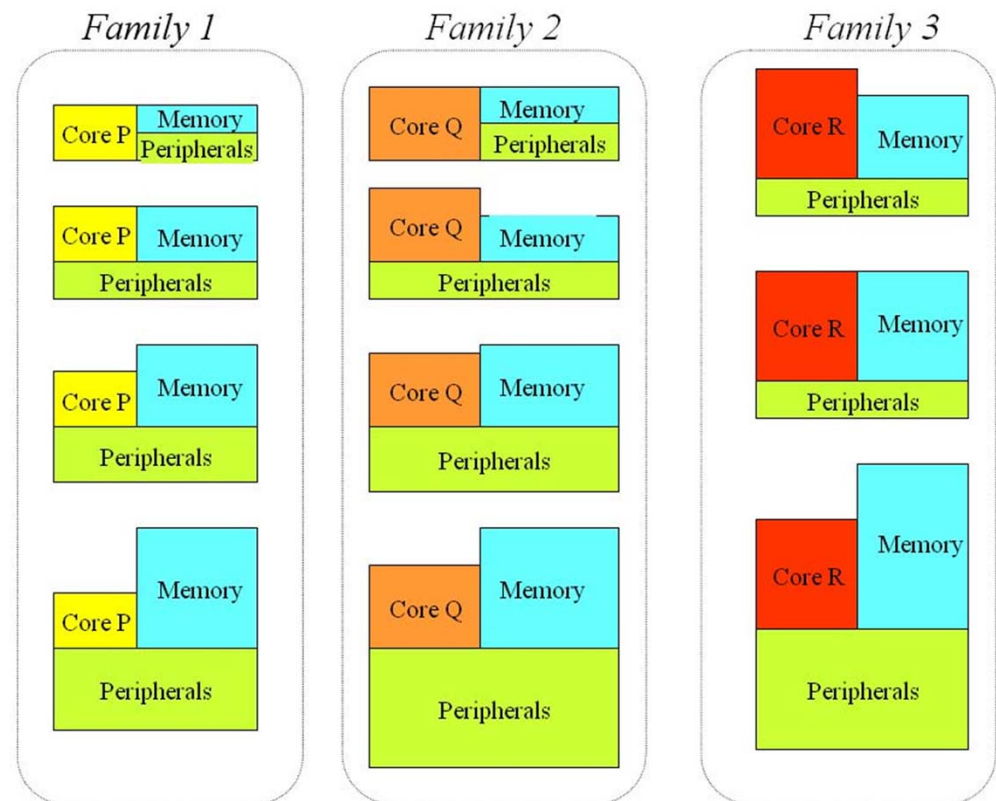 Family 1
Core P
Memory
Peripherals
Core P
Memory
Peripherals
Core P
Memory
Peripherals
Core P
Memory
Peripherals
Family 2
Core Q
Memory
Peripherals
Core Q
Memory
Peripherals
Core Q
Memory
Peripherals
Core Q
Memory
Peripherals
Family 3
Core R
Memory
Peripherals
Core R
Memory
Peripherals
Core R
Memory
Peripherals